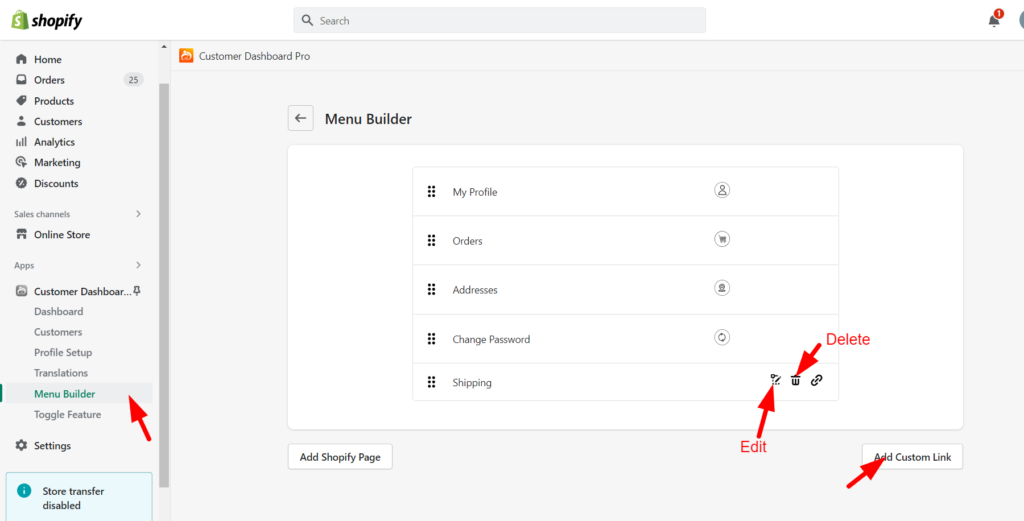 shopify
Search
1
Customer Dashboard Pro
Home
Orders 25
Products
Customers
Analytics
Marketing
Discounts
Sales channels
Online Store
Apps
Customer Dashboar...
Dashboard
Customers
Profile Setup
Translations
Menu Builder
Toggle Feature
Settings
Store transfer
disabled
Menu Builder
My Profile
Orders
Addresses
Change Password
Delete
Shipping
Edit
Add Shopify Page
Add Custom Link